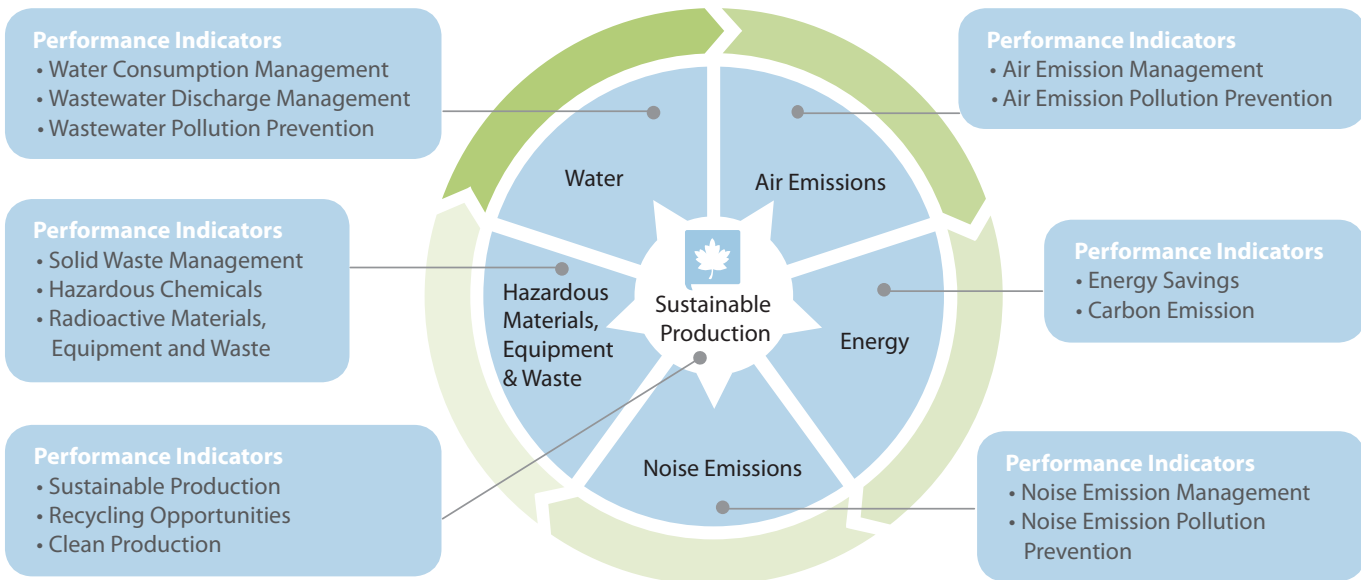 Performance Indicators
• Water Consumption Management
• Wastewater Discharge Management
• Wastewater Pollution Prevention
Performance Indicators
• Air Emission Management
• Air Emission Pollution Prevention
Water
Air Emissions
Performance Indicators
• Solid Waste Management
• Hazardous Chemicals
• Radioactive Materials,
Equipment and Waste
Hazardous
Materials,
Equipment
& Waste
Sustainable
Production
Energy
Performance Indicators
• Energy Savings
• Carbon Emission
Performance Indicators
• Sustainable Production
• Recycling Opportunities
• Clean Production
Noise Emissions
Performance Indicators
• Noise Emission Management
• Noise Emission Pollution
Prevention